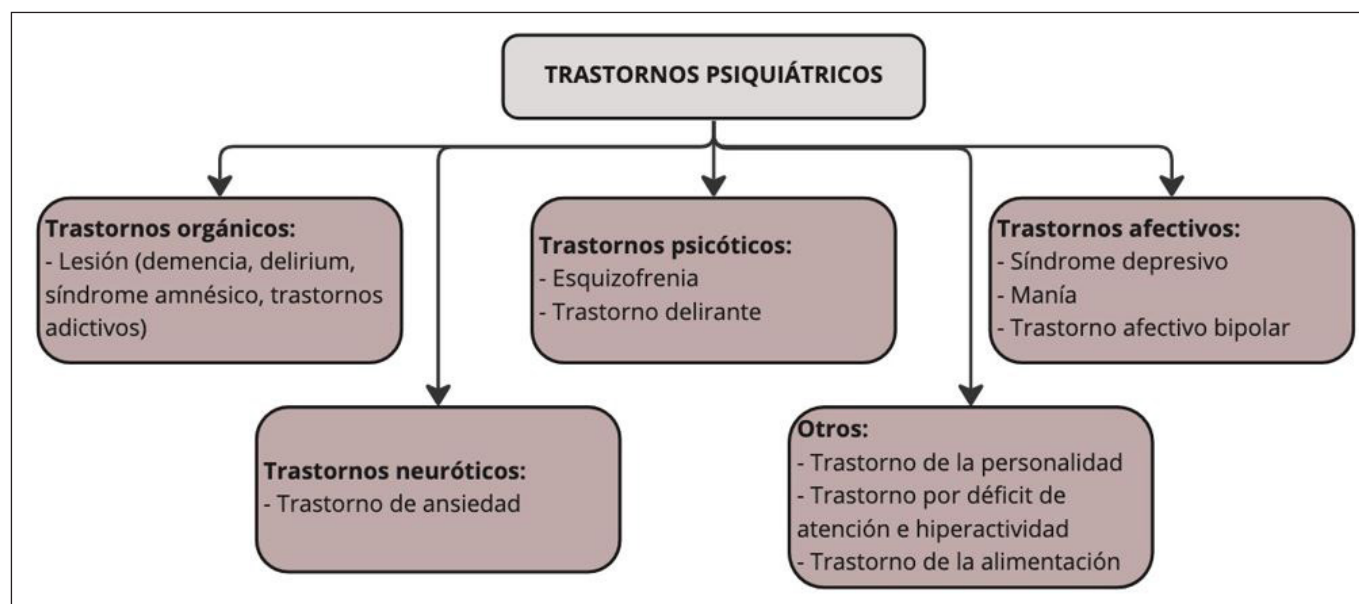 TRASTORNOS PSIQUIÁTRICOS
Trastornos orgánicos:
- Lesión (demencia, delirium,
síndrome amnésico, trastornos
adictivos)
Trastornos psicóticos:
- Esquizofrenia
- Trastorno delirante
Trastornos afectivos:
- Síndrome depresivo
- Manía
- Trastorno afectivo bipolar
Trastornos neuróticos:
- Trastorno de ansiedad
Otros:
- Trastorno de la personalidad
- Trastorno por déficit de
atención e hiperactividad
- Trastorno de la alimentación